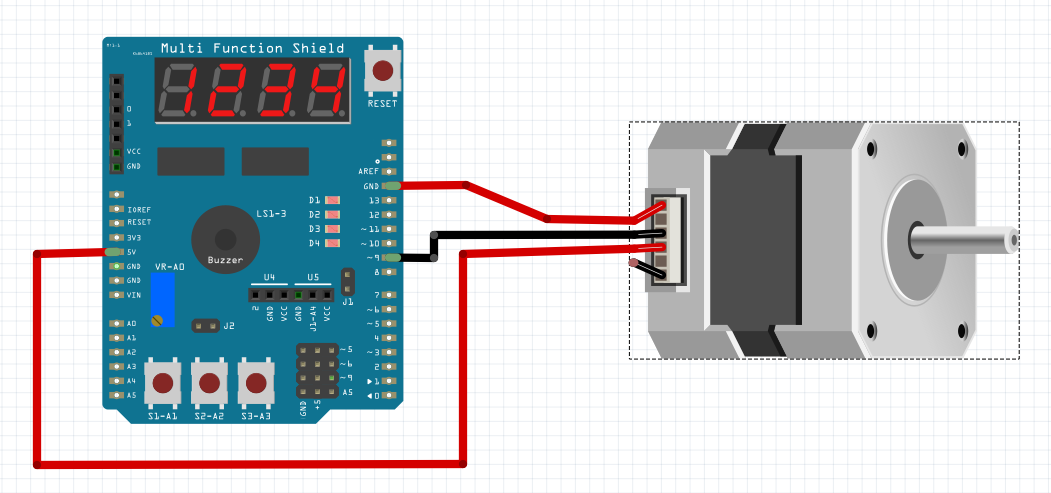 Multi Function Shield
1234
RESET
0
1
VCC
GND
AREF
GND
13
12
~11
~10
~9
8
IOREF
RESET
3V3
5V
GND
GND
VIN
D1
D2
D3
D4
LS1-3
Buzzer
VR-A0
U4
U5
2
GND
VCC
GND
J1-A4
VCC
J1
J2
7
~6
~5
4
~3
2
▶1
◀0
A0
A1
A2
A3
A4
A5
~5
~6
~9
A5
GND
+5
S1-A1
S2-A2
S3-A3